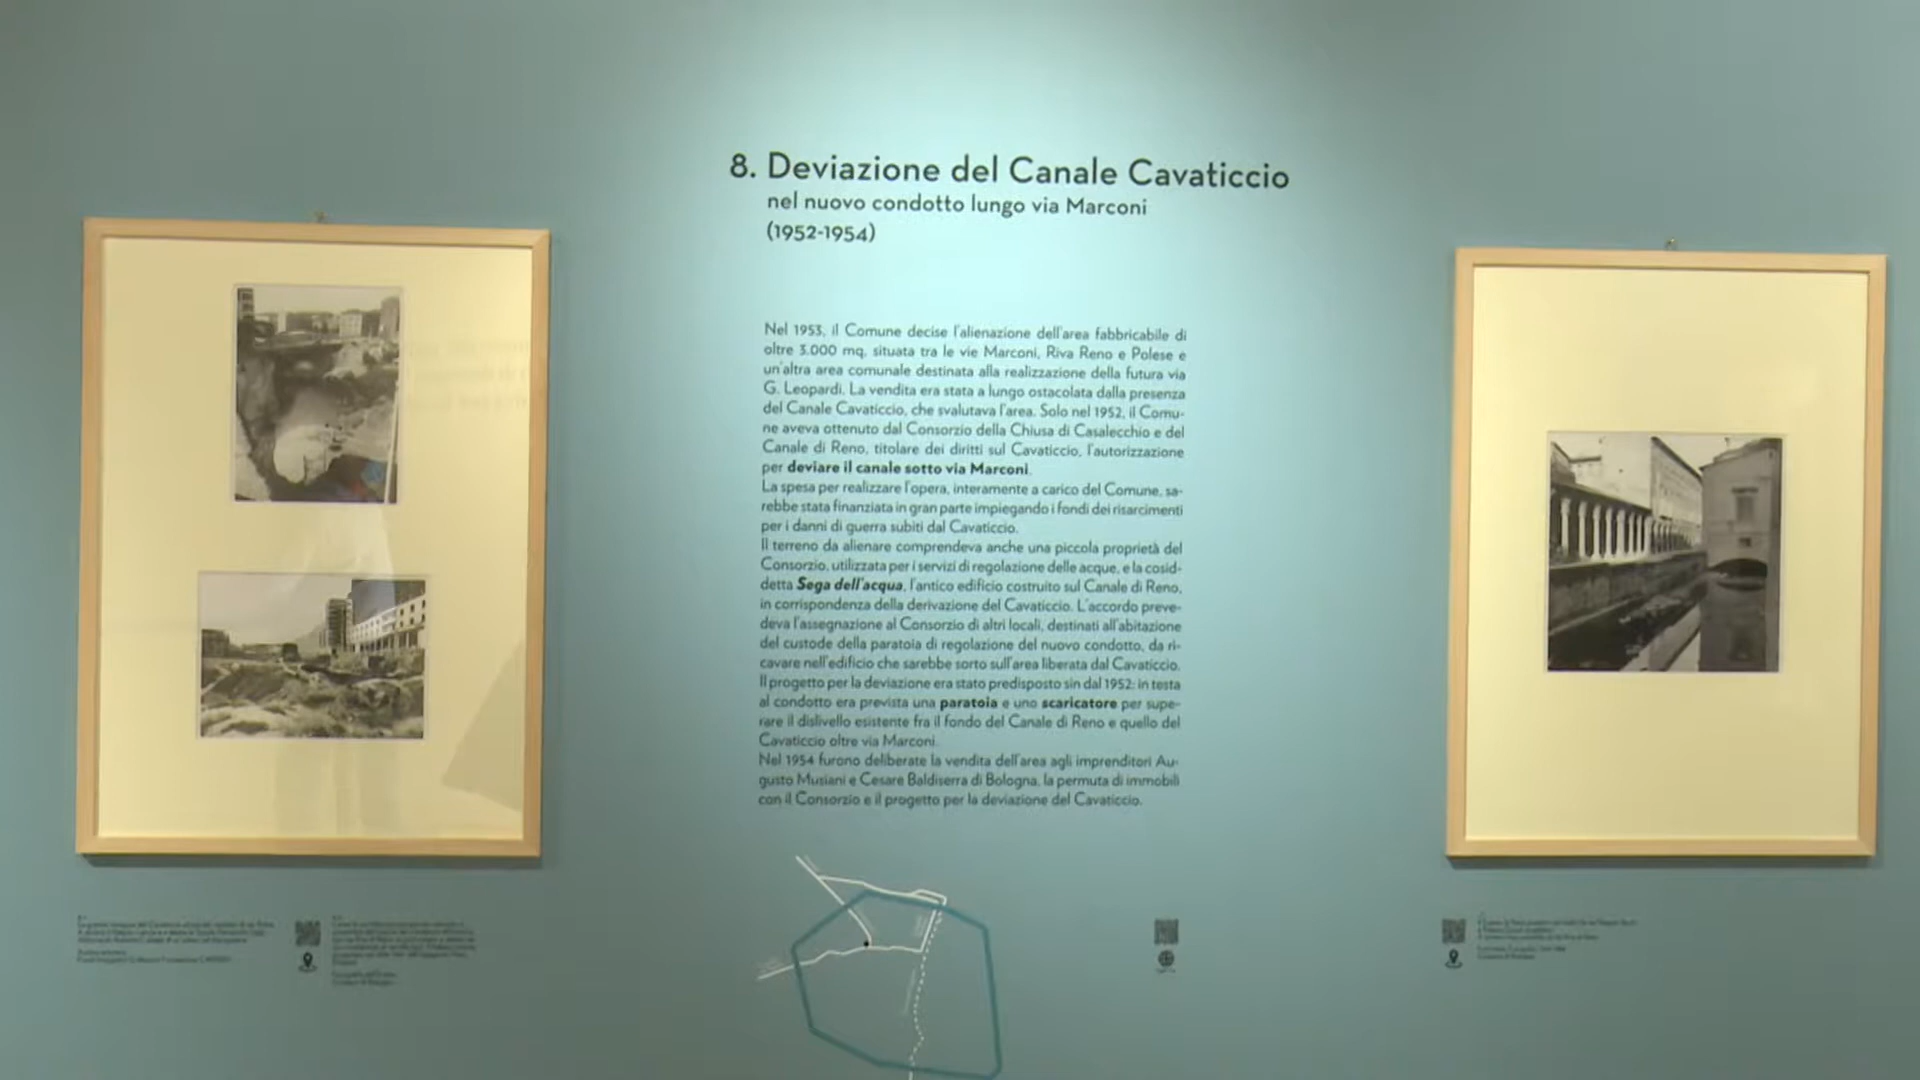 8. Deviazione del Canale Cavaticcio
nel nuovo condotto lungo via Marconi
(1952-1954)
Nel 1953, il Comune decise l'alienazione dell'area fabbricabile di
oltre 3.000 mq, situata tra le vie Marconi, Riva Reno e Polese e
un'altra area comunale destinata alla realizzazione della futura via
G. Leopardi. La vendita era stata a lungo ostacolata dalla presenza
del Canale Cavaticcio, che svalutava l'area. Solo nel 1952, il Comu-
ne aveva ottenuto dal Consorzio della Chiusa di Casalecchio e del
Canale di Reno, titolare dei diritti sul Cavaticcio, l'autorizzazione
per deviare il canale sotto via Marconi.
La spesa per realizzare l'opera, interamente a carico del Comune, sa-
rebbe stata finanziata in gran parte impiegando i fondi dei risarcimenti
per i danni di guerra subiti dal Cavaticcio.
Il terreno da alienare comprendeva anche una piccola proprietà del
Consorzio, utilizzata per i servizi di regolazione delle acque, e la cosid-
detta Sega dell'acqua, l'antico edificio costruito sul Canale di Reno,
in corrispondenza della derivazione del Cavaticcio. L'accordo preve-
deva l'assegnazione al Consorzio di altri locali, destinati all'abitazione
del custode della paratoia di regolazione del nuovo condotto, da ri-
cavare nell'edificio che sarebbe sorto sull'area liberata dal Cavaticcio.
Il progetto per la deviazione era stato predisposto sin dal 1952: in testa
al condotto era prevista una paratoia e uno scaricatore per supe-
rare il dislivello esistente fra il fondo del Canale di Reno e quello del
Cavaticcio oltre via Marconi.
Nel 1954 furono deliberate la vendita dell'area agli imprenditori Au-
gusto Musiani e Cesare Baldiserra di Bologna, la permuta di immobili
con il Consorzio e il progetto per la deviazione del Cavaticcio.